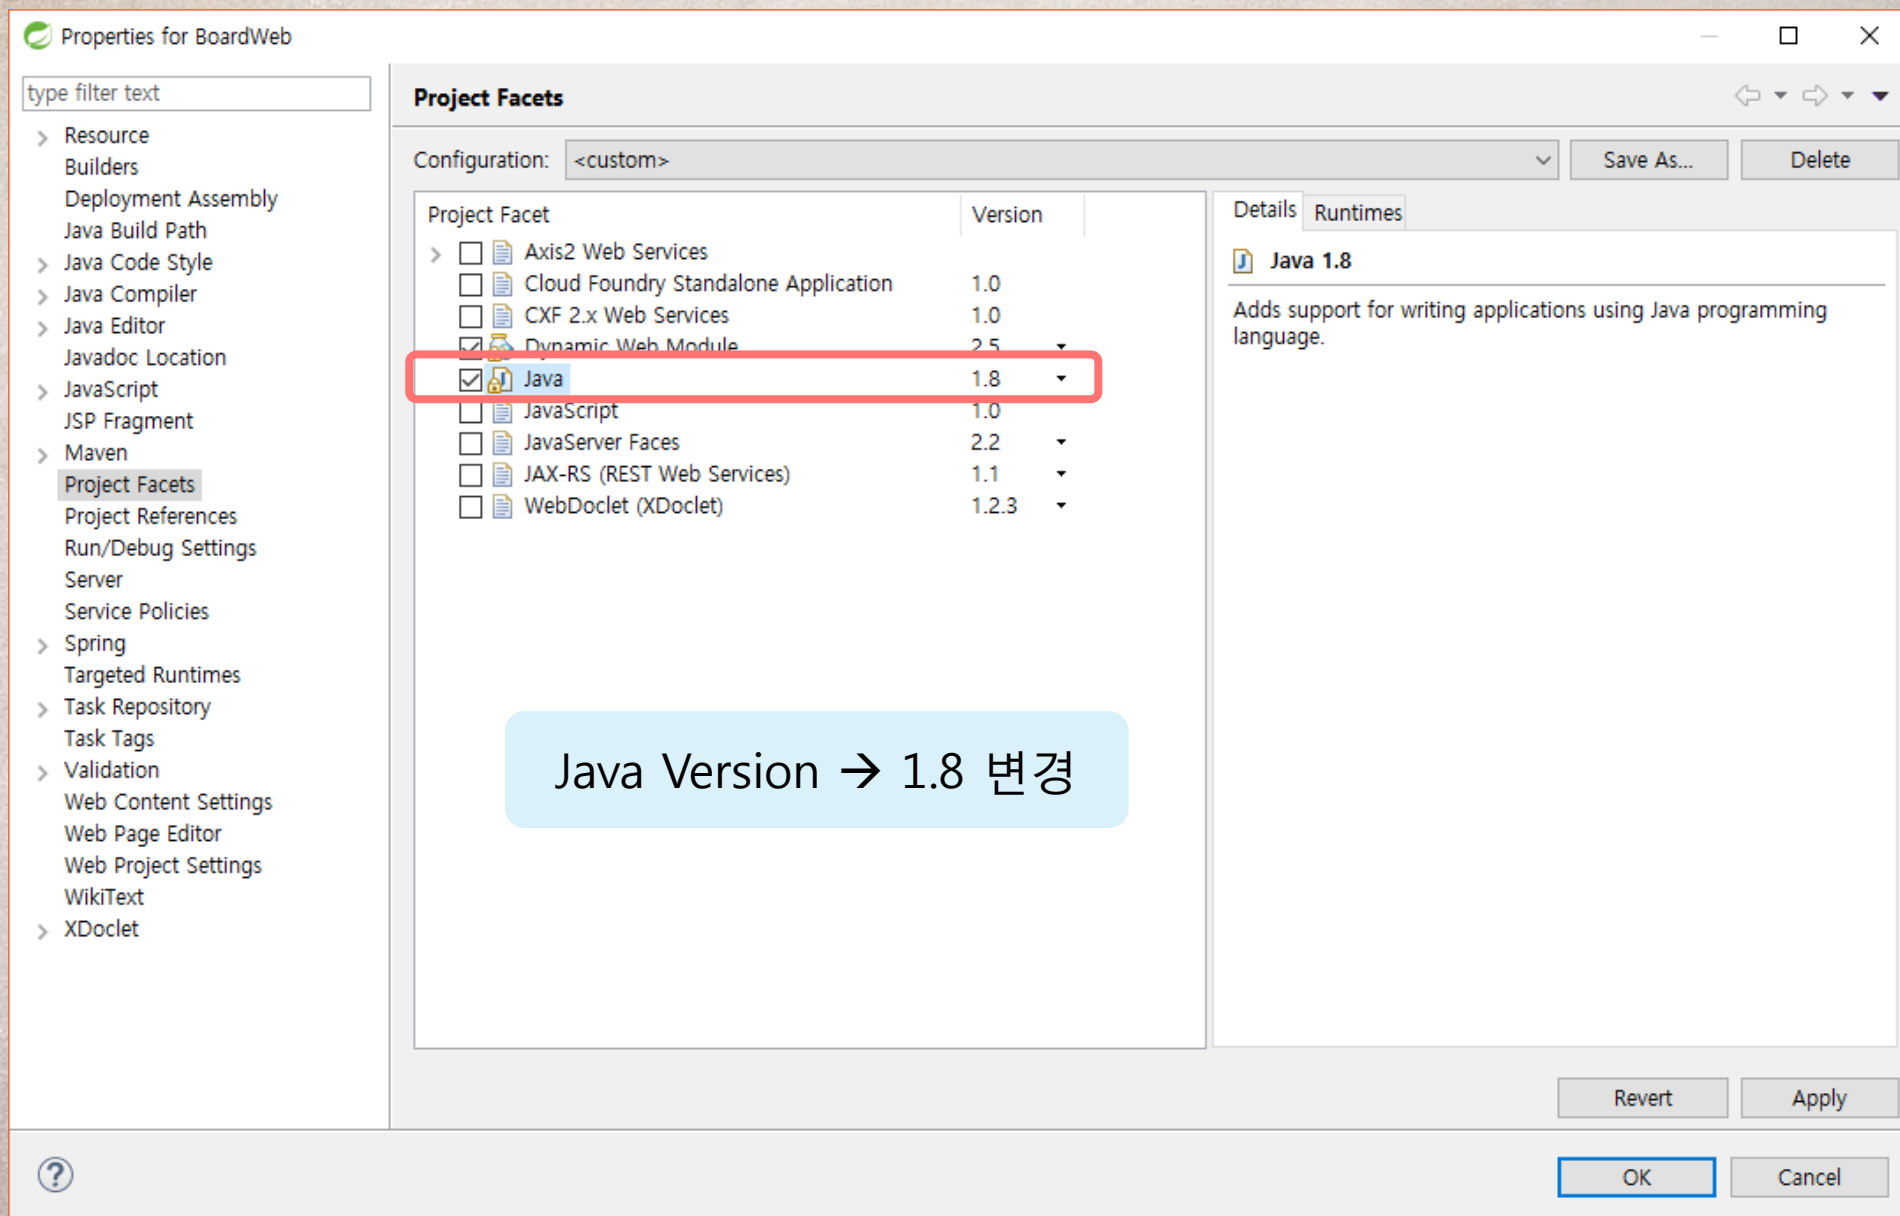 Properties for BoardWeb
type filter text
Resource
Builders
Deployment Assembly
Java Build Path
Java Code Style
Java Compiler
Java Editor
Javadoc Location
JavaScript
JSP Fragment
Maven
Project Facets
Project References
Run/Debug Settings
Server
Service Policies
Spring
Targeted Runtimes
Task Repository
Task Tags
Validation
Web Content Settings
Web Page Editor
Web Project Settings
WikiText
XDoclet
Project Facets
Configuration: <custom> Save As... Delete
Project Facet Version
Axis2 Web Services
Cloud Foundry Standalone Application 1.0
CXF 2.x Web Services 1.0
Dynamic Web Module 2.5
Java 1.8
JavaScript 1.0
JavaServer Faces 2.2
JAX-RS (REST Web Services) 1.1
WebDoclet (XDoclet) 1.2.3
Java Version → 1.8 변경
Details Runtimes
Java 1.8
Adds support for writing applications using Java programming
language.
Revert Apply
OK Cancel